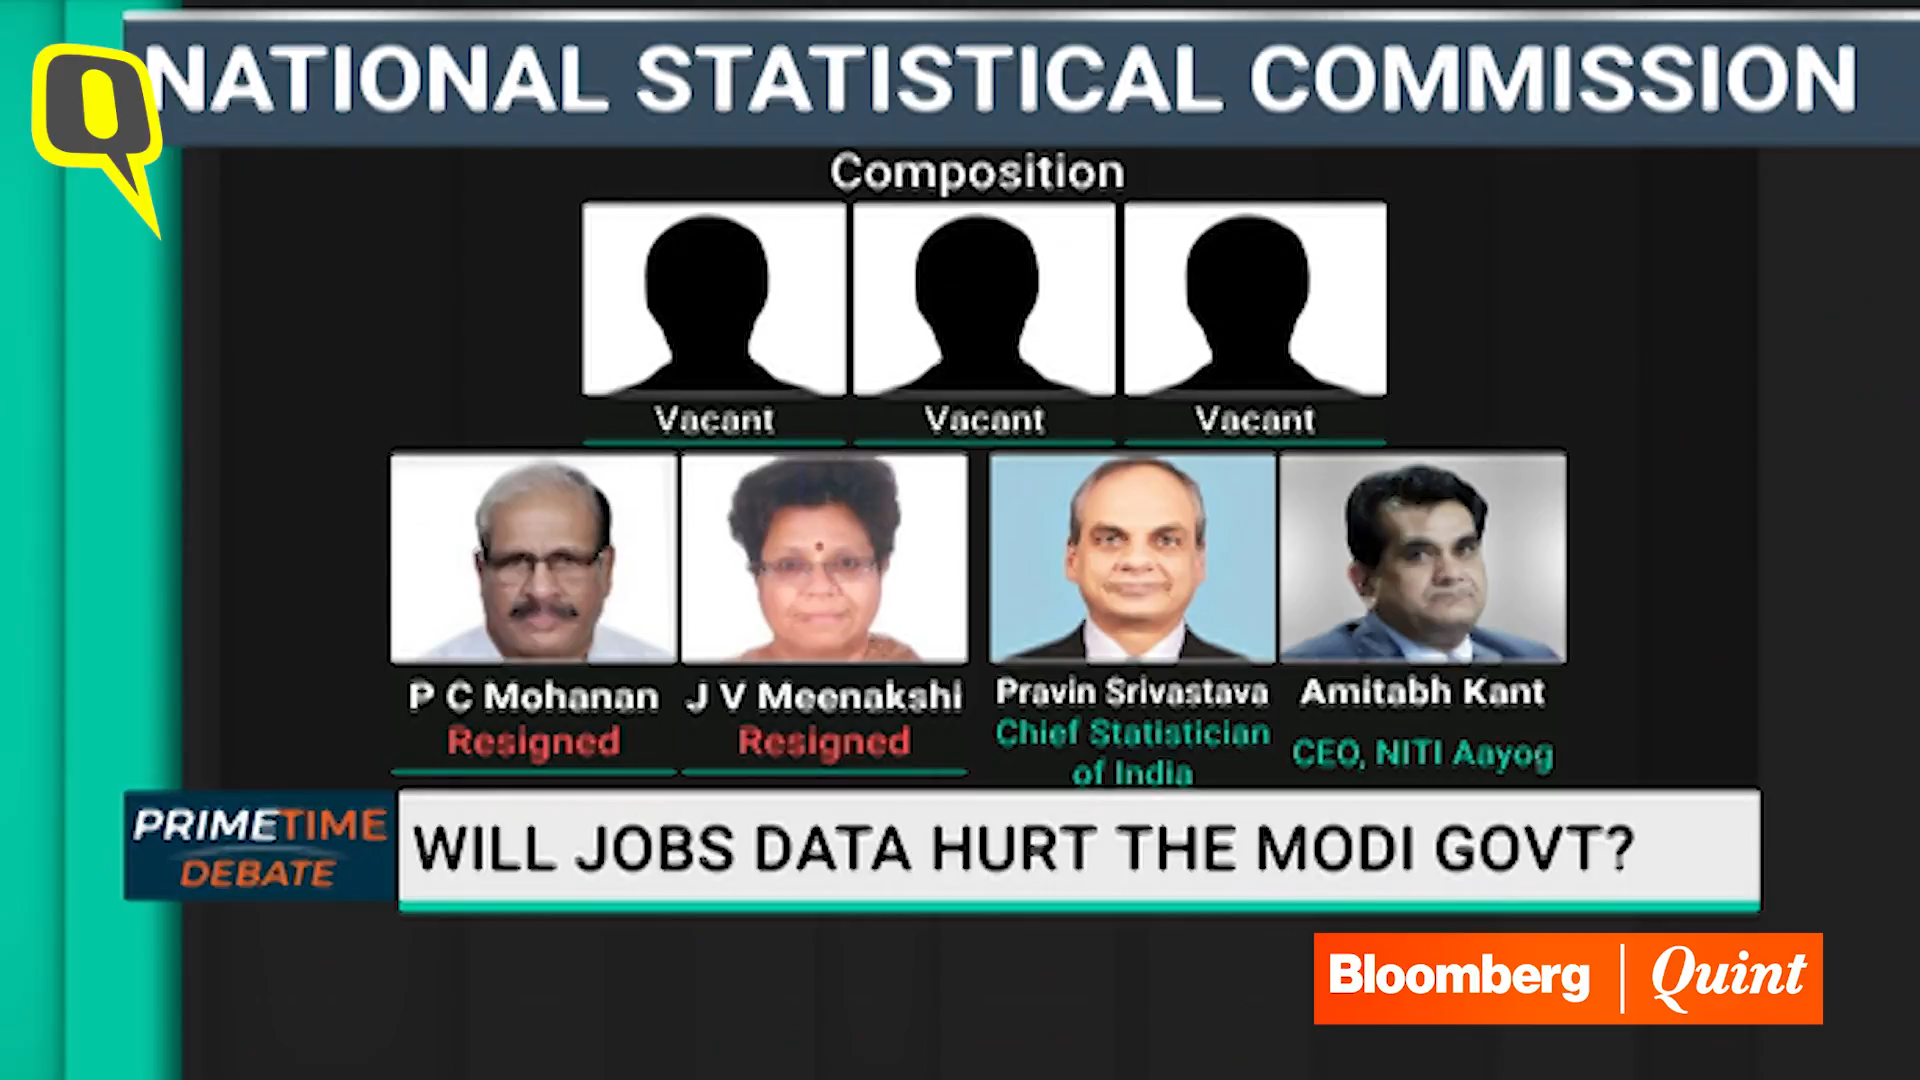 Q
NATIONAL STATISTICAL COMMISSION
Composition
Vacant Vacant Vacant
P C Mohanan J V Meenakshi Pravin Srivastava Amitabh Kant
Resigned Resigned Chief Statistician CEO, NITI Aayog
of India
PRIMETIME
DEBATE
WILL JOBS DATA HURT THE MODI GOVT?
Bloomberg | Quint